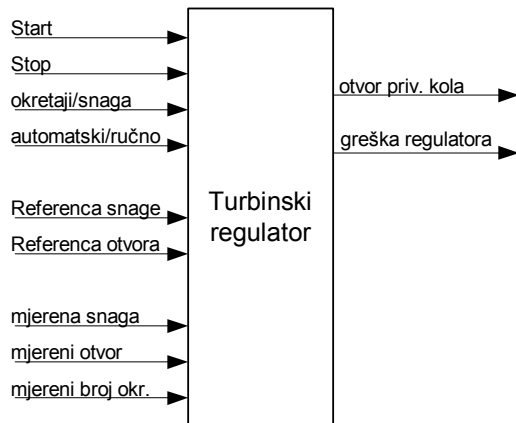 Start
Stop
okretaji/snaga
automatski/ručno
Referenca snage
Referenca otvora
mjerena snaga
mjereni otvor
mjereni broj okr.
Turbinski
regulator
otvor priv. kola
greška regulatora